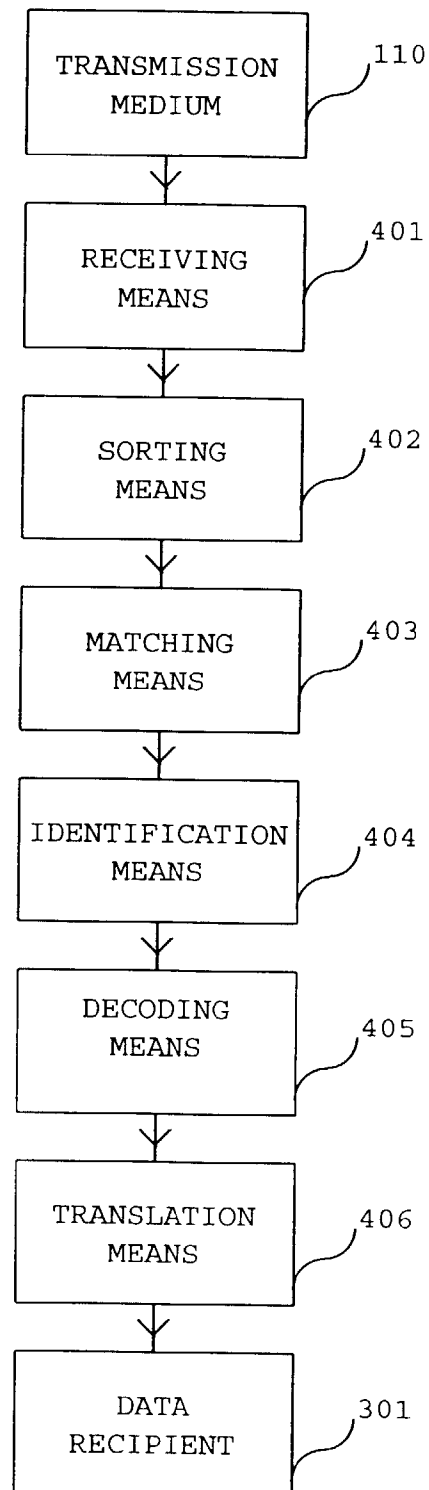 TRANSMISSION
MEDIUM
110
RECEIVING
MEANS
401
SORTING
MEANS
402
MATCHING
MEANS
403
IDENTIFICATION
MEANS
404
DECODING
MEANS
405
TRANSLATION
MEANS
406
DATA
RECIPIENT
301